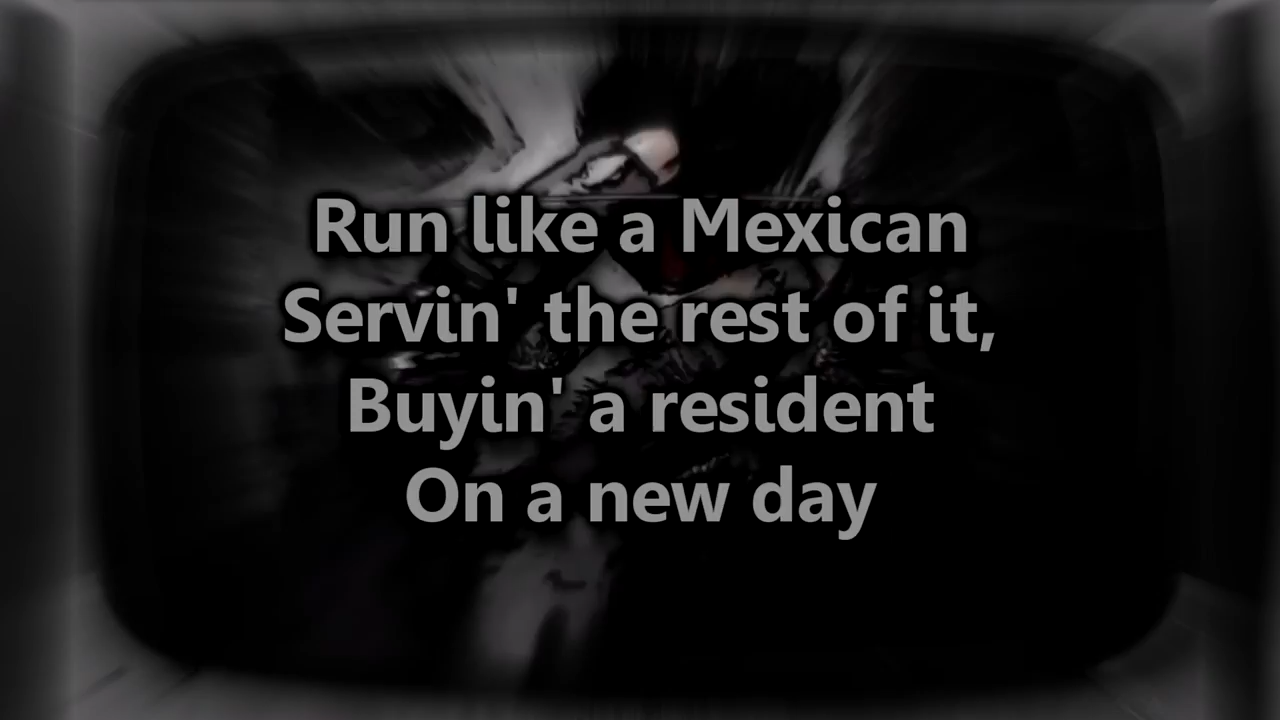 Run like a Mexican
Servin' the rest of it,
Buyin' a resident
On a new day